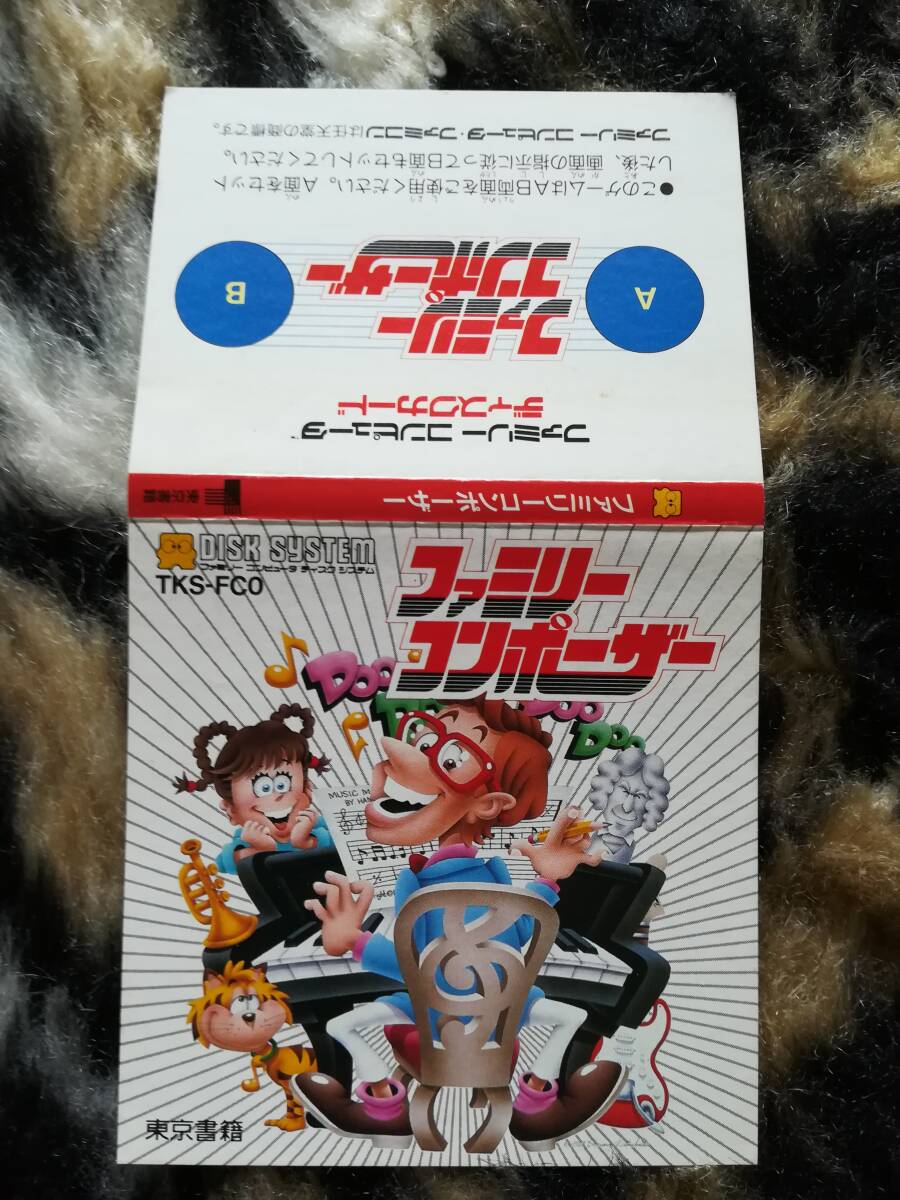 ●このゲームはAB両面をご使用ください。A面をセット
した後、画面の指示に従ってB面もセットしてください。
ファミリー コンピュータ・ファミコンは任天堂の商標です。
ファミリー
コンポーザー
A
B
ファミリー コンピュータ
ディスクカード
ファミリーコンポーザー
東京書籍
DISK SYSTEM
ファミリー コンピュータ ディスク システム
TKS-FCO
ファミリー
コンポーザー
DOO
DOO
DOO
MUSIC M
BY HAN
東京書籍